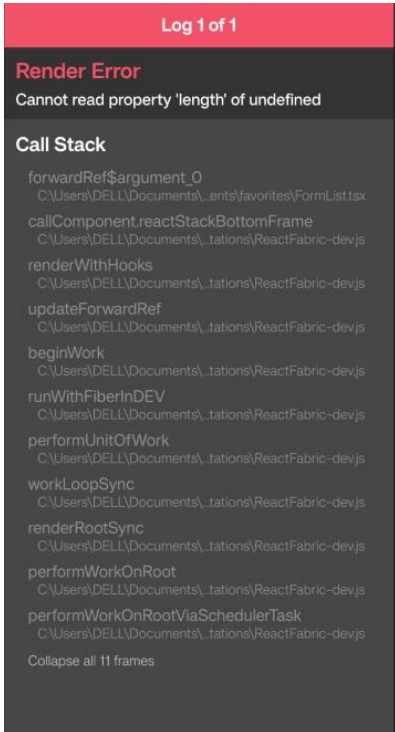 Log 1 of 1
Render Error
Cannot read property 'length' of undefined
Call Stack
forwardRef$argument_0
C:\Users\DELL\Documents\...ents\favorites\FormList.tsx
callComponent.reactStackBottomFrame
C:\Users\DELL\Documents\...tations\ReactFabric-dev.js
renderWithHooks
C:\Users\DELL\Documents\...tations\ReactFabric-dev.js
updateForwardRef
C:\Users\DELL\Documents\...tations\ReactFabric-dev.js
beginWork
C:\Users\DELL\Documents\...tations\ReactFabric-dev.js
runWithFiberInDEV
C:\Users\DELL\Documents\...tations\ReactFabric-dev.js
performUnitOfWork
C:\Users\DELL\Documents\...tations\ReactFabric-dev.js
workLoopSync
C:\Users\DELL\Documents\...tations\ReactFabric-dev.js
renderRootSync
C:\Users\DELL\Documents\...tations\ReactFabric-dev.js
performWorkOnRoot
C:\Users\DELL\Documents\...tations\ReactFabric-dev.js
performWorkOnRootViaSchedulerTask
C:\Users\DELL\Documents\...tations\ReactFabric-dev.js
Collapse all 11 frames